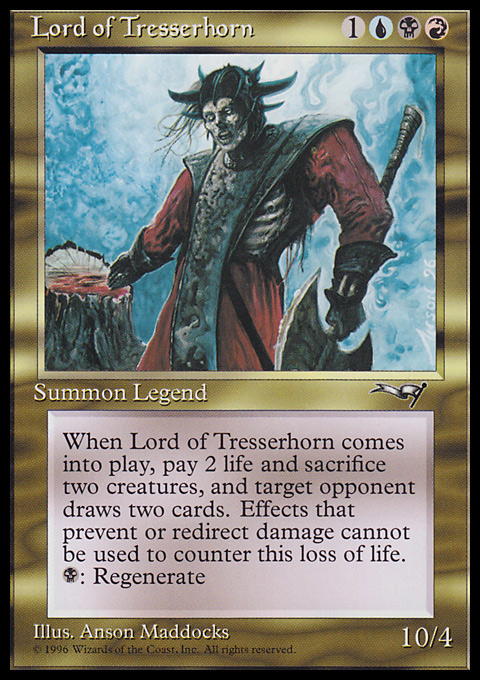 Lord of Tresserhorn 1
Summon Legend
When Lord of Tresserhorn comes
into play, pay 2 life and sacrifice
two creatures, and target opponent
draws two cards. Effects that
prevent or redirect damage cannot
be used to counter this loss of life.
: Regenerate
Illus. Anson Maddocks
10/4
© 1996 Wizards of the Coast, Inc. All rights reserved.